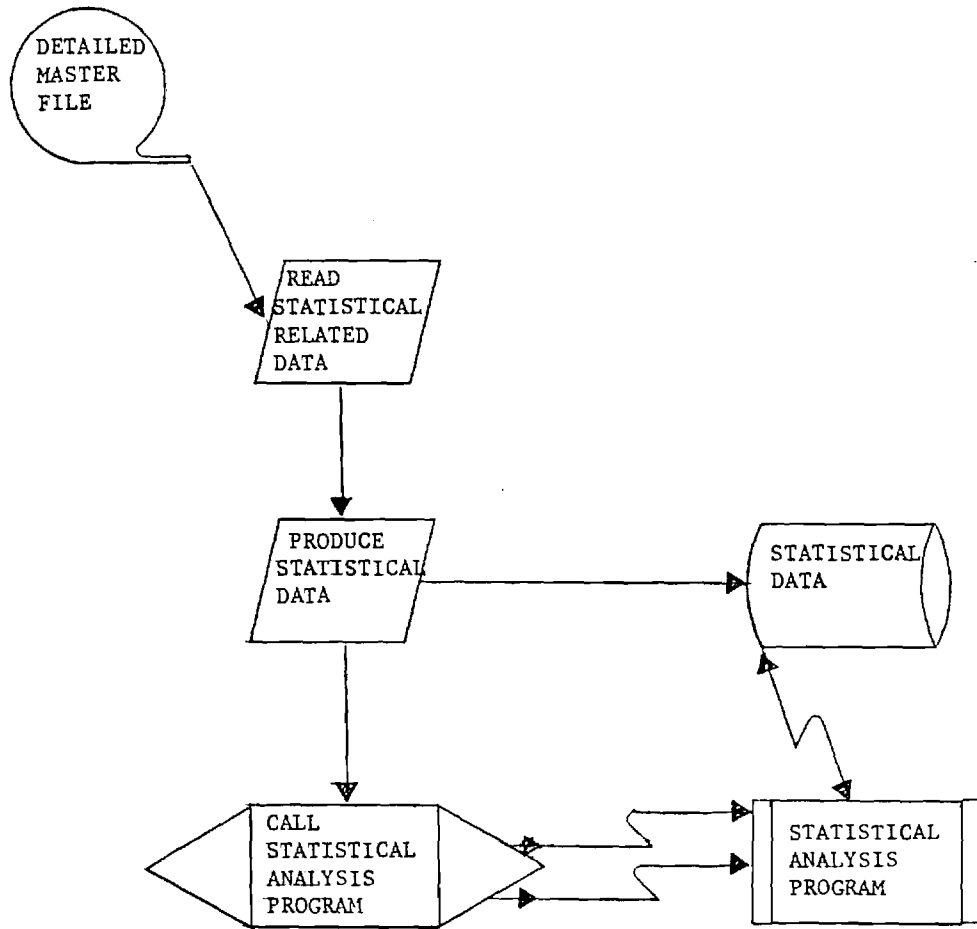 DETAILED
MASTER
FILE
READ
STATISTICAL
RELATED
DATA
PRODUCE
STATISTICAL
DATA
STATISTICAL
DATA
CALL
STATISTICAL
ANALYSIS
PROGRAM
STATISTICAL
ANALYSIS
PROGRAM